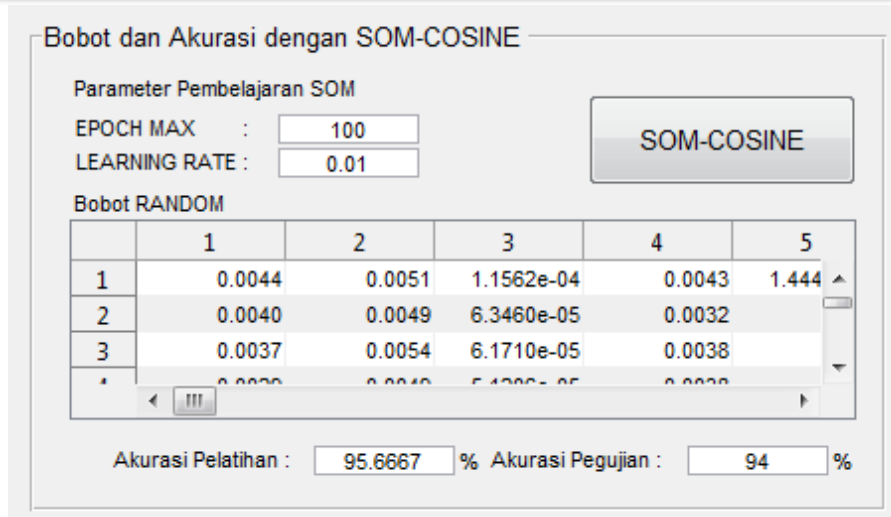 Bobot dan Akurasi dengan SOM-COSINE
Parameter Pembelajaran SOM
EPOCH MAX : 100
SOM-COSINE
LEARNING RATE : 0.01
Bobot RANDOM
1 2 3 4 5
1 0.0044 0.0051 1.1562e-04 0.0043 1.444
2 0.0040 0.0049 6.3460e-05 0.0032
3 0.0037 0.0054 6.1710e-05 0.0038
Akurasi Pelatihan : 95.6667 % Akurasi Pegujian : 94 %